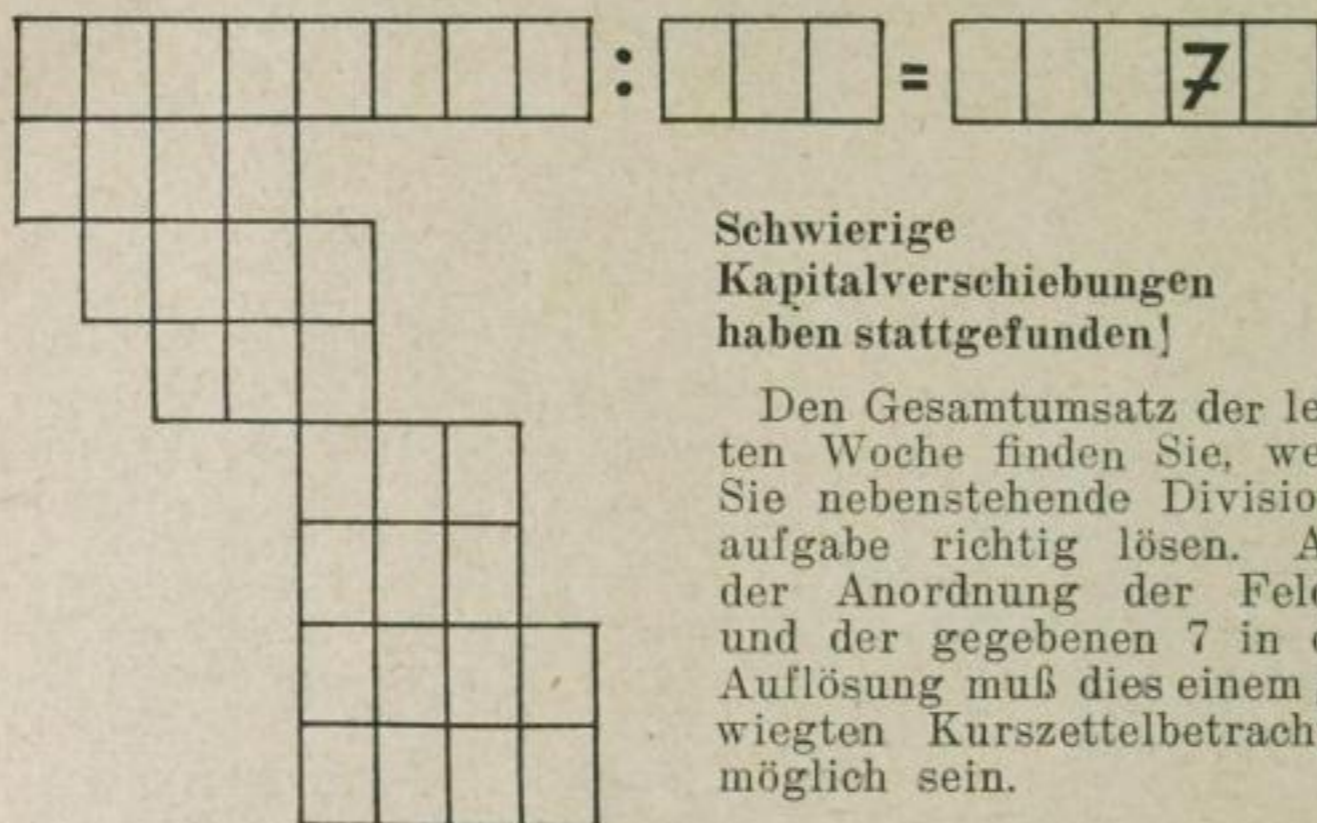 : = 7
Schwierige
Kapitalverschiebungen
haben stattgefunden!
Den Gesamtumsatz der le
ten Woche finden Sie, we
Sie nebenstehende Divisio
aufgabe richtig lösen. A
der Anordnung der Feld
und der gegebenen 7 in
Auflösung muß dies einem
wiegten Kurszettelbetrach
möglich sein.